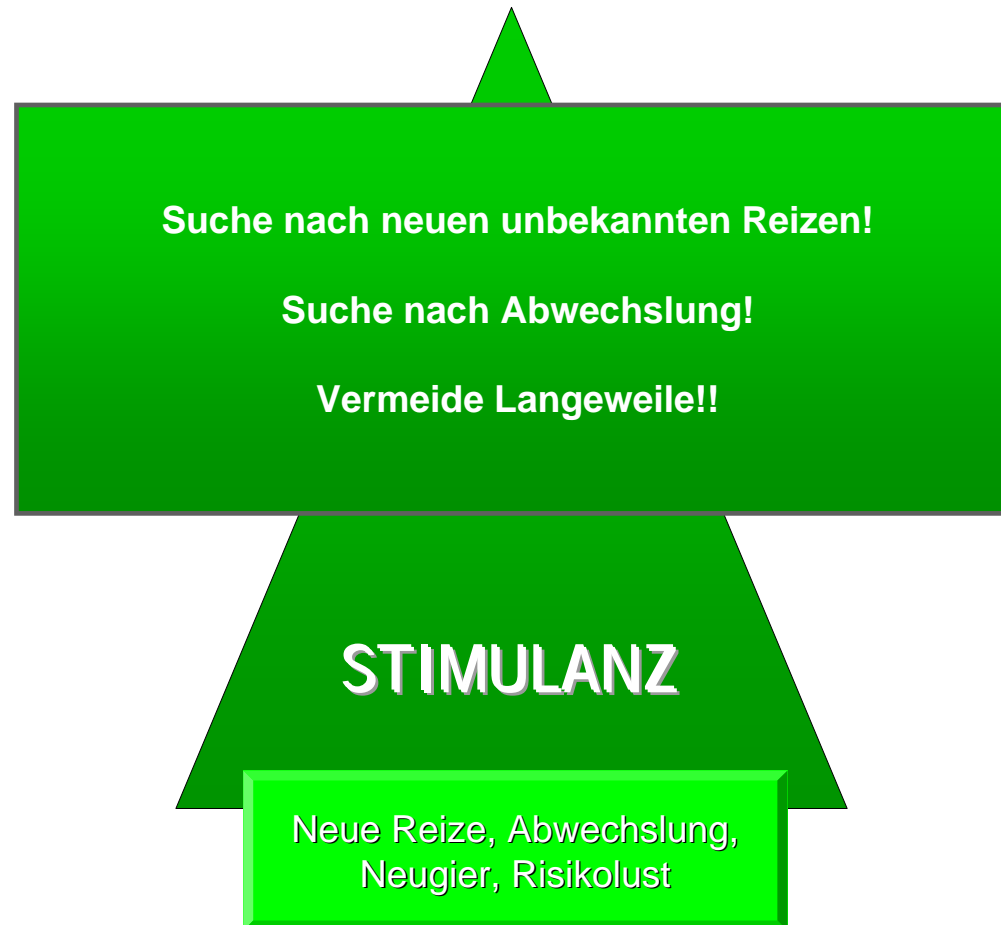 Suche nach neuen unbekannten Reizen!
Suche nach Abwechslung!
Vermeide Langeweile!!
STIMULANZ
Neue Reize, Abwechslung,
Neugier, Risikolust